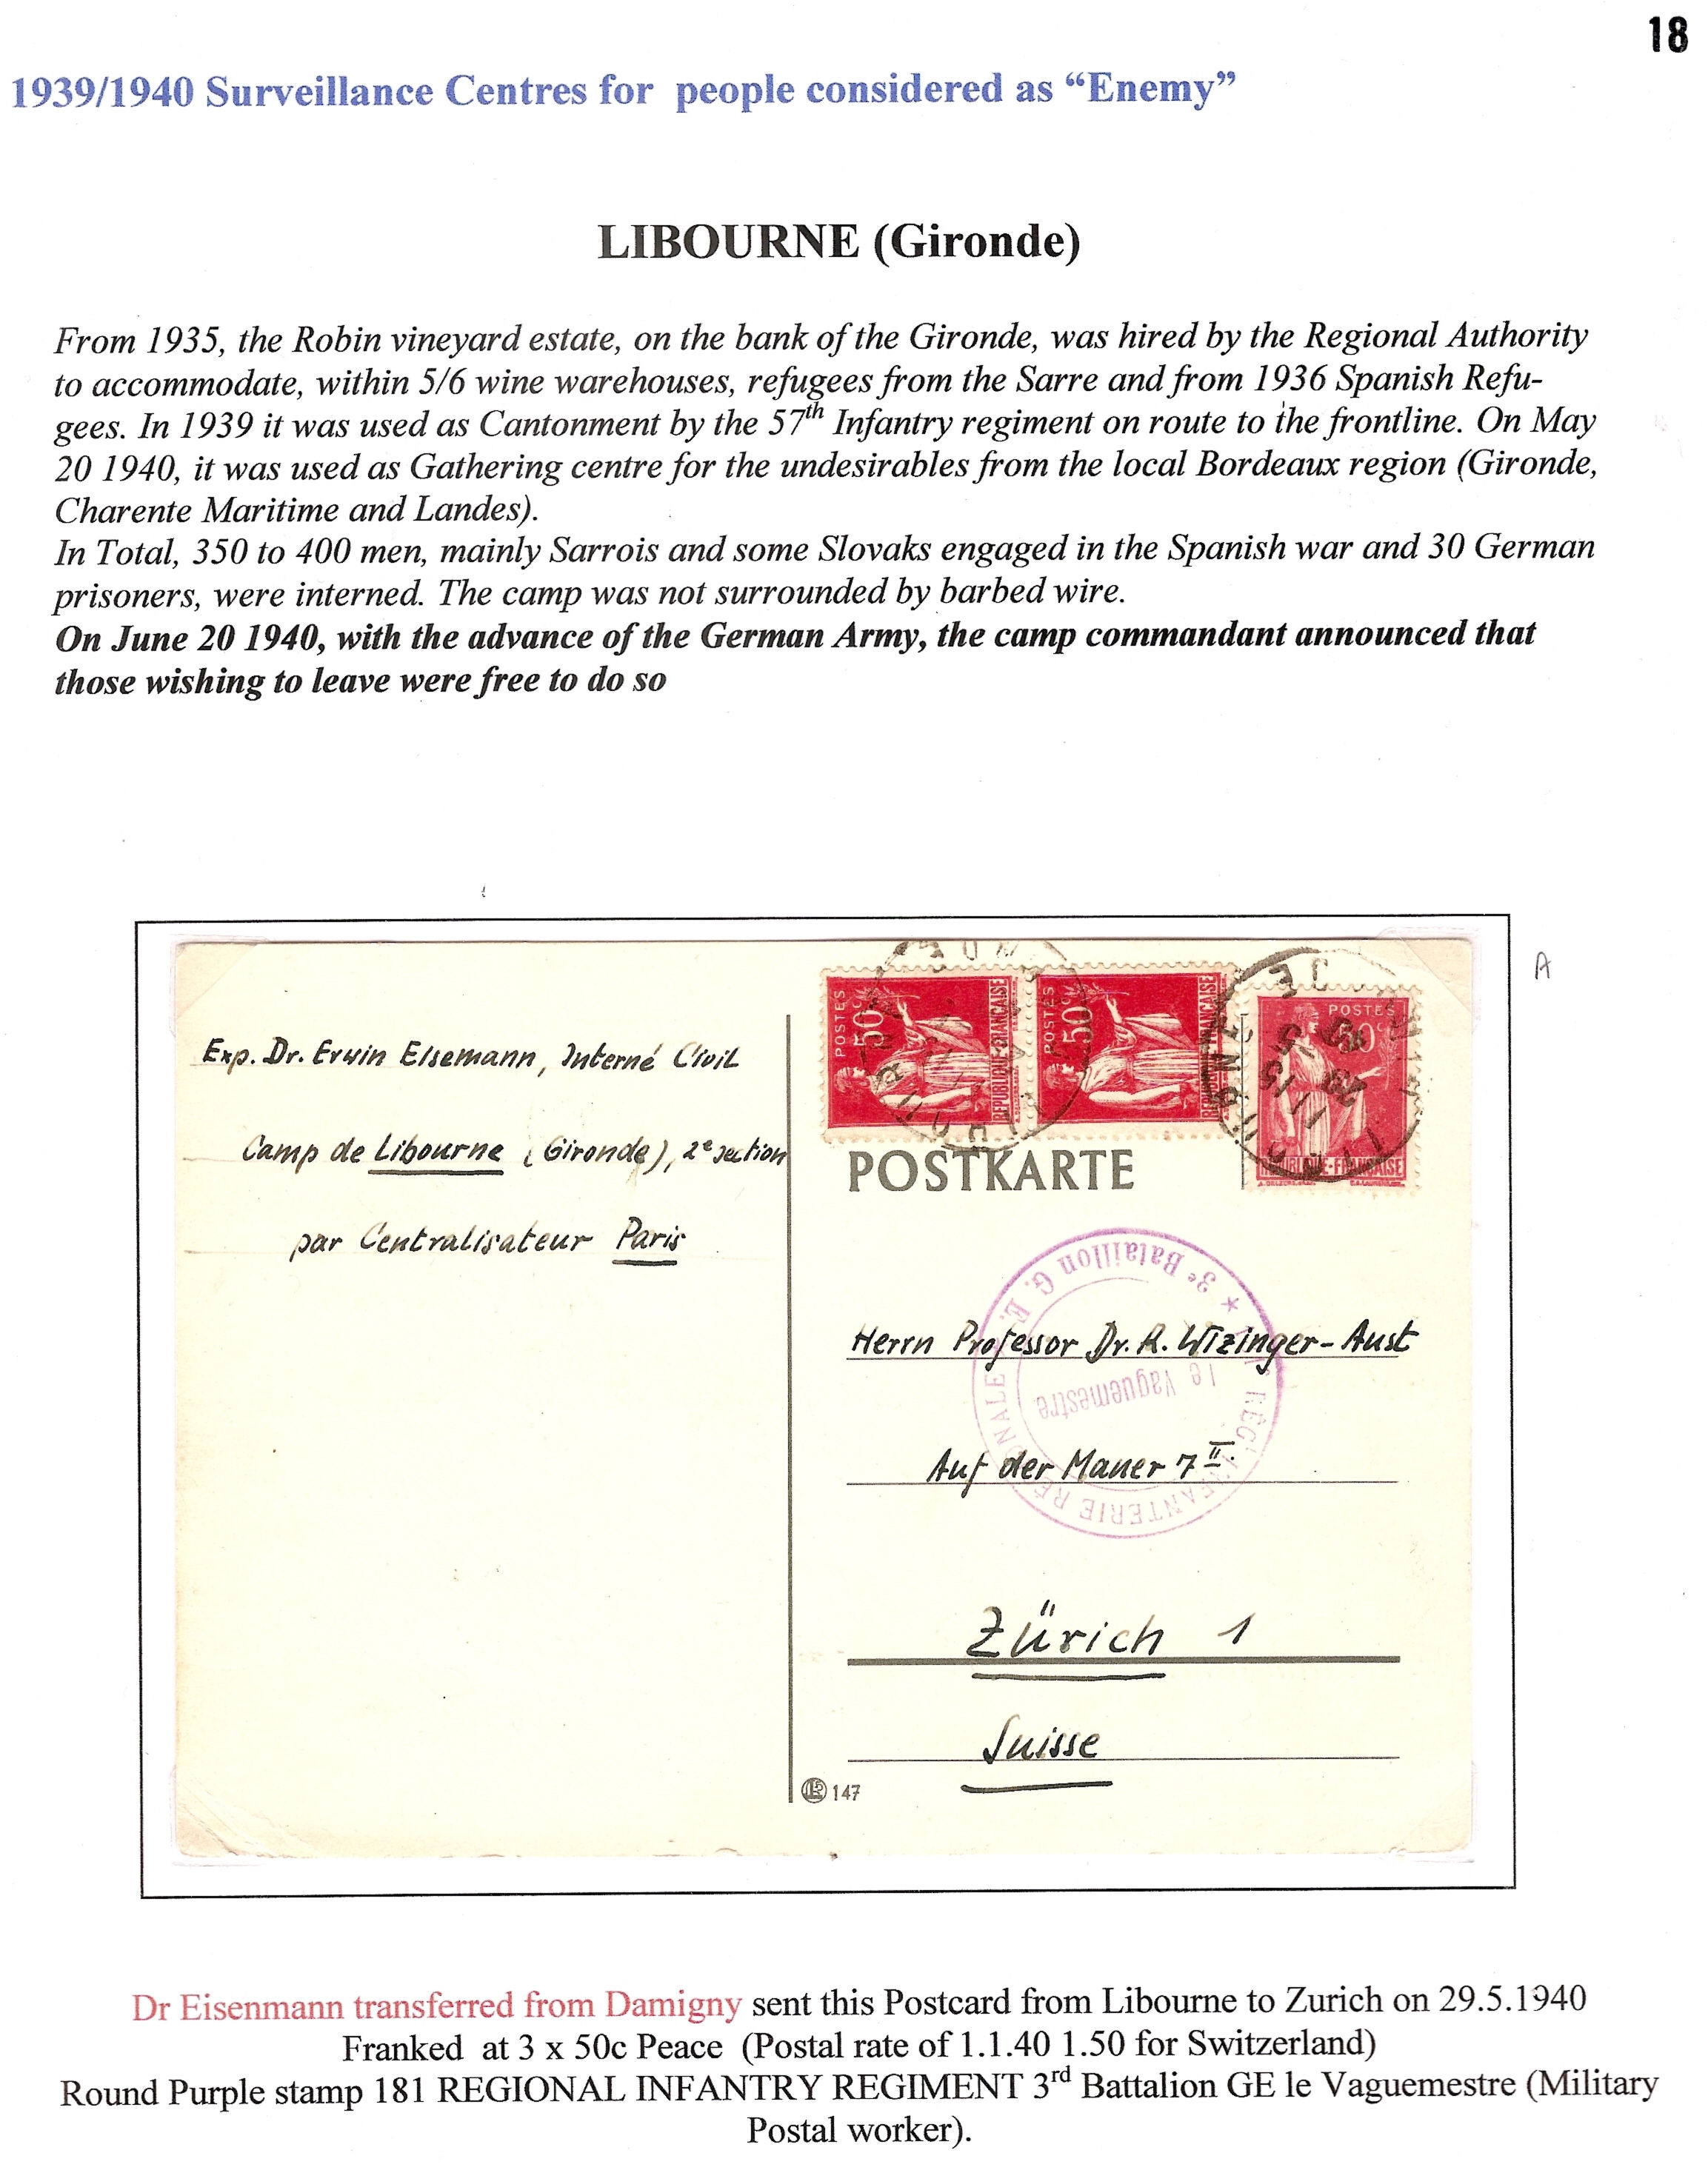 18
1939/1940 Surveillance Centres for people considered as “Enemy”
LIBOURNE (Gironde)
From 1935, the Robin vineyard estate, on the bank of the Gironde, was hired by the Regional Authority
to accommodate, within 5/6 wine warehouses, refugees from the Sarre and from 1936 Spanish Refu-
gees. In 1939 it was used as Cantonment by the 57th Infantry regiment on route to the frontline. On May
20 1940, it was used as Gathering centre for the undesirables from the local Bordeaux region (Gironde,
Charente Maritime and Landes).
In Total, 350 to 400 men, mainly Sarrois and some Slovaks engaged in the Spanish war and 30 German
prisoners, were interned. The camp was not surrounded by barbed wire.
On June 20 1940, with the advance of the German Army, the camp commandant announced that
those wishing to leave were free to do so
A
Exp. Dr. Erwin Eisemann, Interné Civil
Camp de Libourne (Gironde), 2e section
par Centralisateur Paris
POSTES 50c REPUBLIQUE-FRANÇAISE
POSTES 50c REPUBLIQUE-FRANÇAISE
POSTES 50c REPUBLIQUE-FRANÇAISE
POSTKARTE
3e Bataillon G. E.
RÉGt INFANTERIE RÉGIONALE
le Vaguemestre
Herrn Professor Dr. R. Wizinger-Aust
Auf der Mauer 7 II.
Zürich 1
Suisse
147
Dr Eisenmann transferred from Damigny sent this Postcard from Libourne to Zurich on 29.5.1940
Franked at 3 x 50c Peace (Postal rate of 1.1.40 1.50 for Switzerland)
Round Purple stamp 181 REGIONAL INFANTRY REGIMENT 3rd Battalion GE le Vaguemestre (Military
Postal worker).